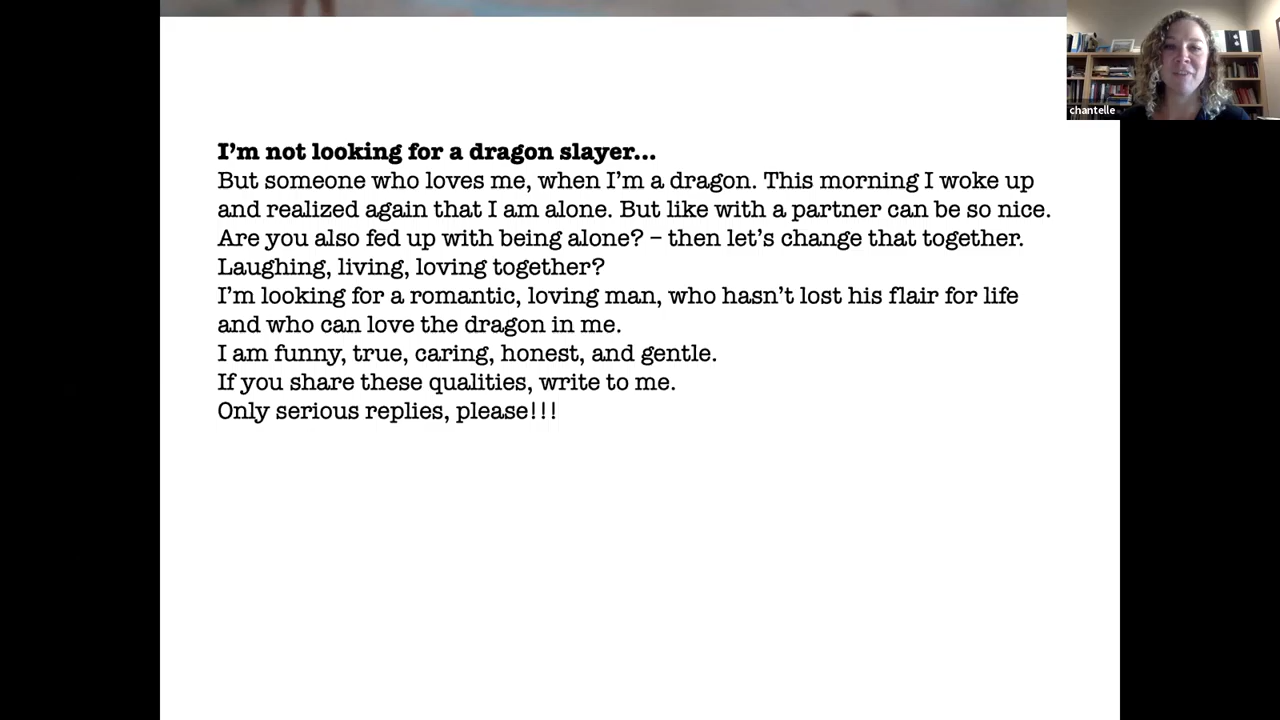 chantelle
I'm not looking for a dragon slayer...
But someone who loves me, when I'm a dragon. This morning I woke up
and realized again that I am alone. But like with a partner can be so nice.
Are you also fed up with being alone? – then let's change that together.
Laughing, living, loving together?
I'm looking for a romantic, loving man, who hasn't lost his flair for life
and who can love the dragon in me.
I am funny, true, caring, honest, and gentle.
If you share these qualities, write to me.
Only serious replies, please!!!